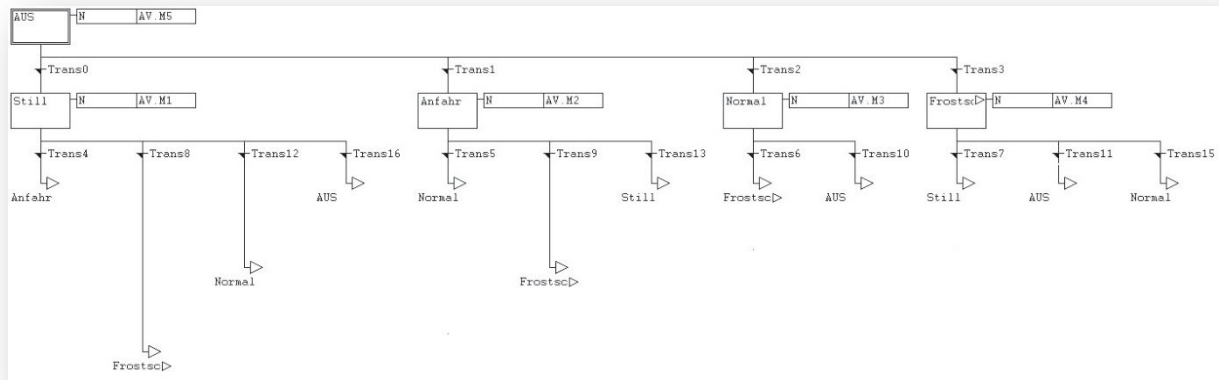 AUS N AV.M5
Trans0 Trans1 Trans2 Trans3
Still N AV.M1 Anfahr N AV.M2 Normal N AV.M3 Frostsc N AV.M4
Trans4 Trans8 Trans12 Trans16 Trans5 Trans9 Trans13 Trans6 Trans10 Trans7 Trans11 Trans15
Anfahr AUS Normal Still Frostsc AUS Still AUS Normal
Normal Frostsc
Frostsc